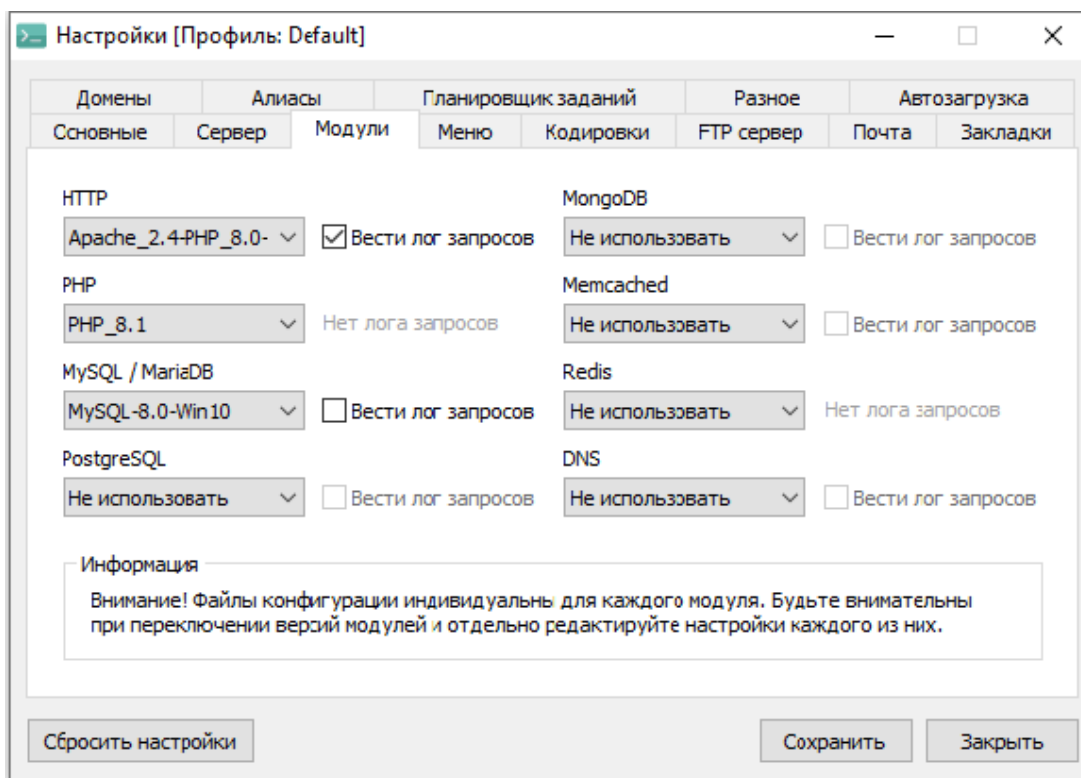 Настройки [Профиль: Default]
Домены Алиасы Планировщик заданий Разное Автозагрузка
Основные Сервер Модули Меню Кодировки FTP сервер Почта Закладки
HTTP MongoDB
Apache_2.4-PHP_8.0- Вести лог запросов Не использовать Вести лог запросов
PHP Memcached
PHP_8.1 Нет лога запросов Не использовать Вести лог запросов
MySQL / MariaDB Redis
MySQL-8.0-Win10 Вести лог запросов Не использовать Нет лога запросов
PostgreSQL DNS
Не использовать Вести лог запросов Не использовать Вести лог запросов
Информация
Внимание! Файлы конфигурации индивидуальны для каждого модуля. Будьте внимательны
при переключении версий модулей и отдельно редактируйте настройки каждого из них.
Сбросить настройки Сохранить Закрыть